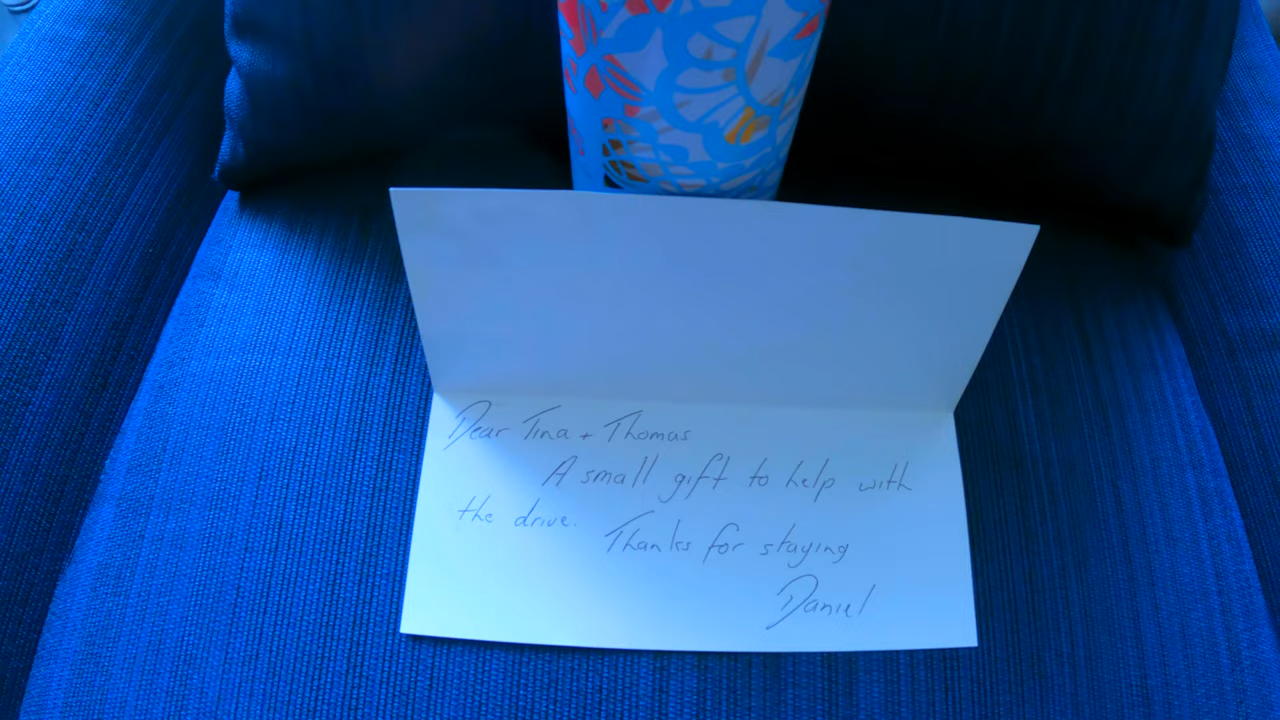 Dear Tina + Thomas
A small gift to help with
the drive.
Thanks for staying
Daniel